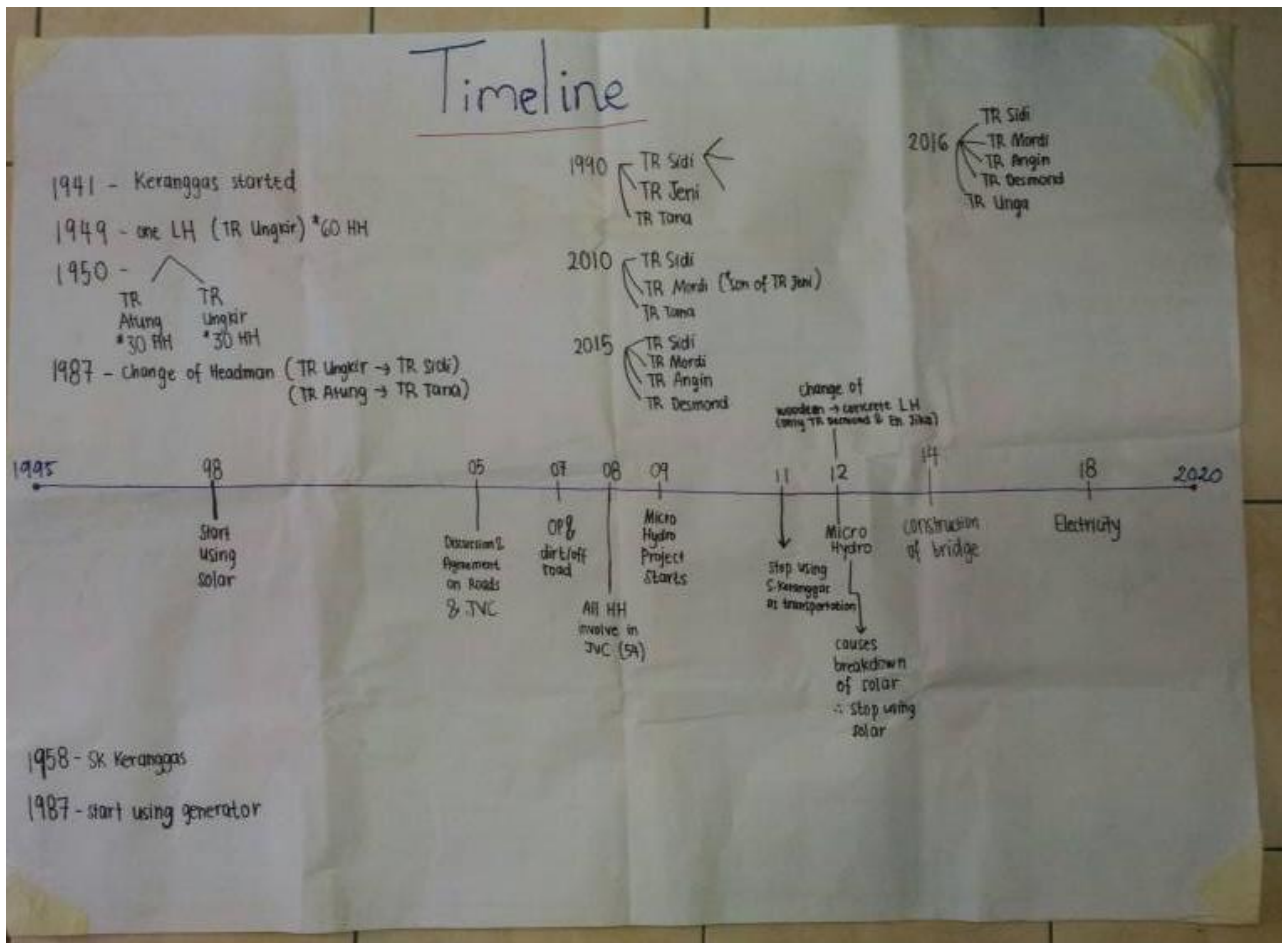 Timeline
1941 - Keranggas started
1949 - one LH (TR Ungkir) *60 HH
1950 -
TR
Atung
*30 HH
TR
Ungkir
*30 HH
1987 - Change of Headman (TR Ungkir → TR Sidi)
(TR Atung → TR Tana)
1990
TR Sidi
TR Jeni
TR Tana
2010
TR Sidi
TR Mordi (*son of TR Jeni)
TR Tana
2015
TR Sidi
TR Mordi
TR Angin
TR Desmond
2016
TR Sidi
TR Mordi
TR Angin
TR Desmond
TR Unga
1995
98
Start
using
solar
05
Discussion &
Agreement
on Roads
& JVC
07
OP &
dirt/off
road
08
All HH
involve in
JVC (54)
09
Micro
Hydro
Project
Starts
11
Stop using
S.Keranggas
as transportation
Change of
wooden → concrete LH
(only TR Desmond & En Jika)
12
Micro
Hydro
causes
breakdown
of solar
∴ stop using
solar
14
construction
of bridge
18
Electricity
2020
1958 - SK Keranggas
1987 - start using generator